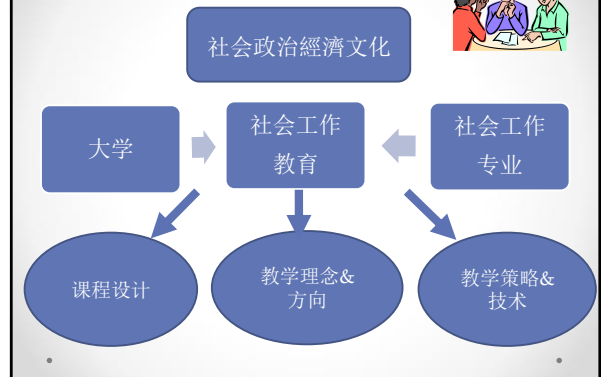 社会政治經濟文化
大学
社会工作
教育
社会工作
专业
课程设计
教学理念&
方向
教学策略&
技术